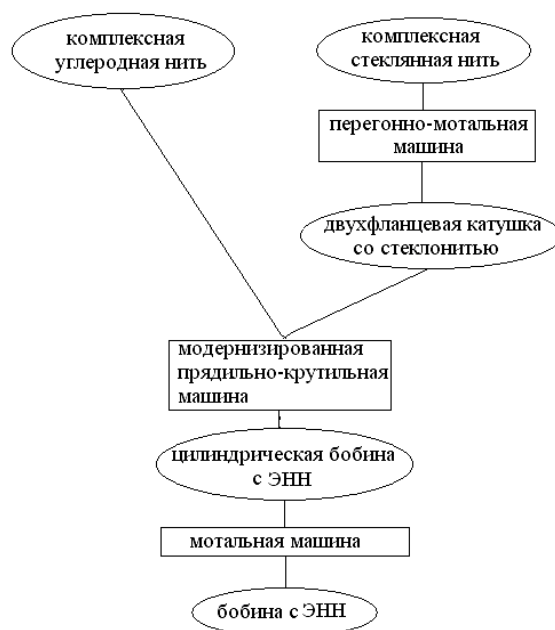 комплексная
углеродная нить
комплексная
стеклянная нить
перегонно-мотальная
машина
двухфланцевая катушка
со стеклонитью
модернизированная
прядильно-крутильная
машина
цилиндрическая бобина
с ЭНН
мотальная машина
бобина с ЭНН